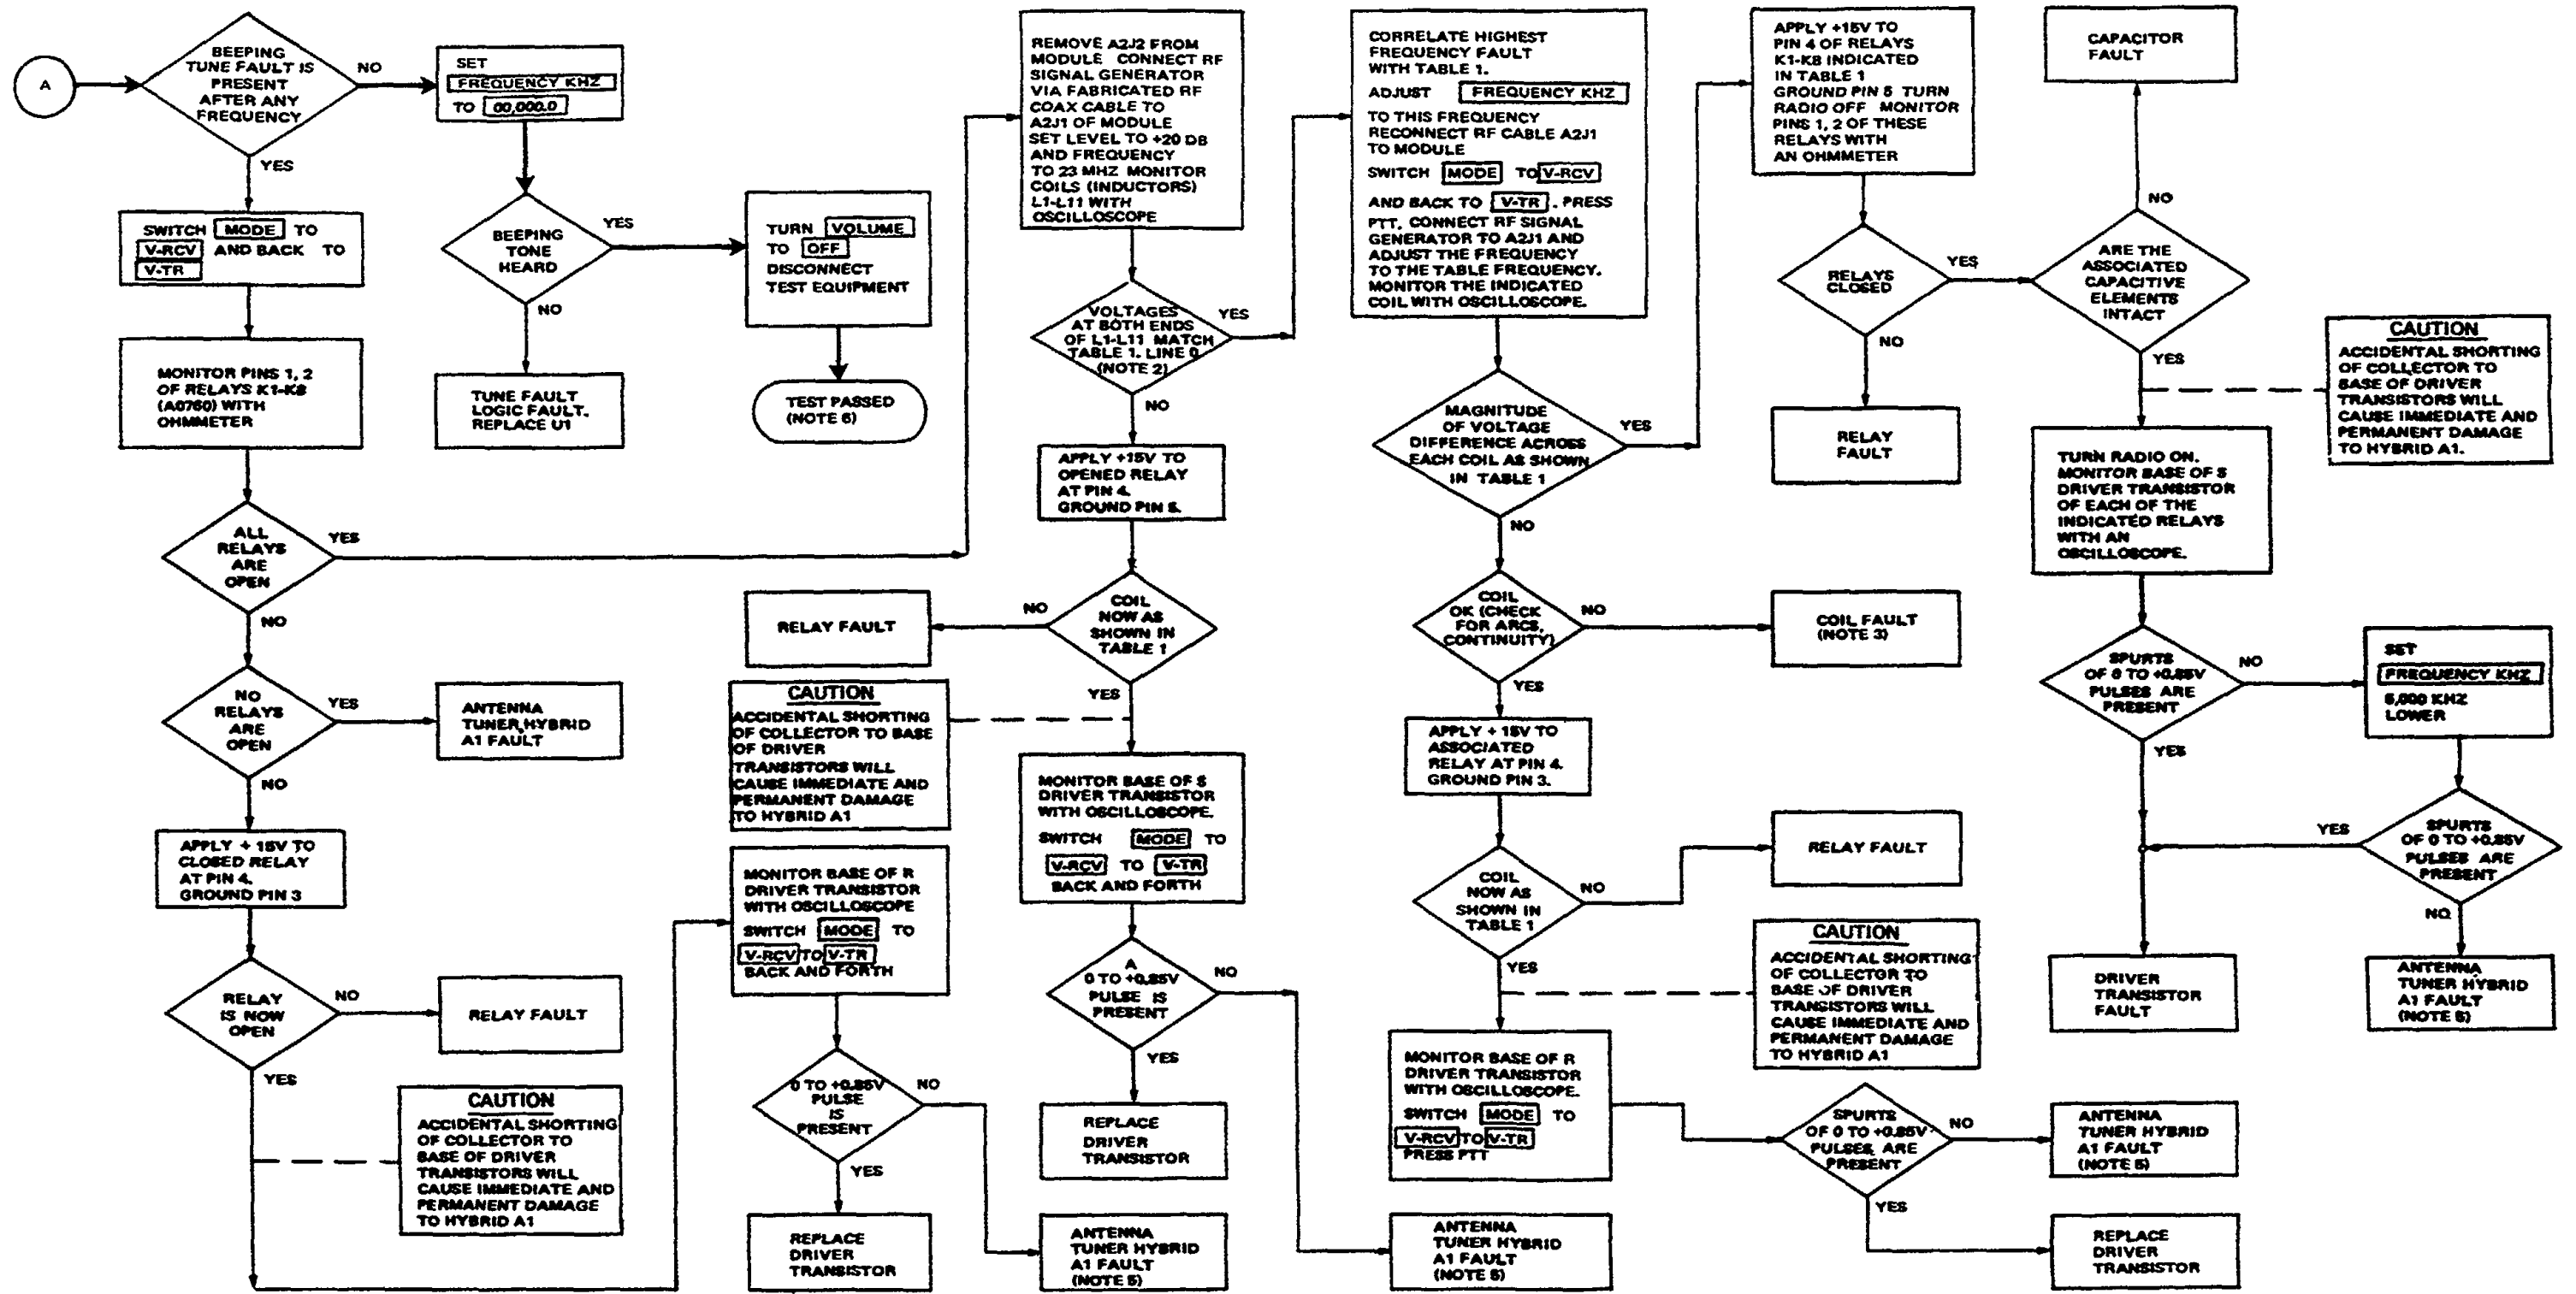 A
BEEPING
TUNE FAULT IS
PRESENT
AFTER ANY
FREQUENCY
NO
YES
SWITCH MODE TO
V-RCV AND BACK TO
V-TR
MONITOR PINS 1, 2
OF RELAYS K1-K8
(A0760) WITH
OHMMETER
ALL
RELAYS
ARE
OPEN
YES
NO
NO
RELAYS
ARE
OPEN
YES
NO
ANTENNA
TUNER HYBRID
A1 FAULT
APPLY + 15V TO
CLOSED RELAY
AT PIN 4.
GROUND PIN 3
RELAY
IS NOW
OPEN
NO
YES
RELAY FAULT
CAUTION
ACCIDENTAL SHORTING
OF COLLECTOR TO
BASE OF DRIVER
TRANSISTORS WILL
CAUSE IMMEDIATE AND
PERMANENT DAMAGE
TO HYBRID A1
SET
FREQUENCY KHZ
TO 00,000.0
BEEPING
TONE
HEARD
YES
NO
TUNE FAULT
LOGIC FAULT.
REPLACE U1
TURN VOLUME
TO OFF
DISCONNECT
TEST EQUIPMENT
TEST PASSED
(NOTE 6)
REMOVE A2J2 FROM
MODULE CONNECT RF
SIGNAL GENERATOR
VIA FABRICATED RF
COAX CABLE TO
A2J1 OF MODULE
SET LEVEL TO +20 DB
AND FREQUENCY
TO 23 MHZ MONITOR
COILS (INDUCTORS)
L1-L11 WITH
OSCILLOSCOPE
VOLTAGES
AT BOTH ENDS
OF L1-L11 MATCH
TABLE 1. LINE 0
(NOTE 2)
YES
NO
APPLY +15V TO
OPENED RELAY
AT PIN 4.
GROUND PIN 5.
COIL
NOW AS
SHOWN IN
TABLE 1
NO
YES
RELAY FAULT
CAUTION
ACCIDENTAL SHORTING
OF COLLECTOR TO BASE
OF DRIVER
TRANSISTORS WILL
CAUSE IMMEDIATE AND
PERMANENT DAMAGE
TO HYBRID A1
MONITOR BASE OF S
DRIVER TRANSISTOR
WITH OSCILLOSCOPE.
SWITCH MODE TO
V-RCV TO V-TR
BACK AND FORTH
A
0 TO +0.85V
PULSE IS
PRESENT
NO
YES
REPLACE
DRIVER
TRANSISTOR
ANTENNA
TUNER HYBRID
A1 FAULT
(NOTE 5)
MONITOR BASE OF R
DRIVER TRANSISTOR
WITH OSCILLOSCOPE
SWITCH MODE TO
V-RCV TO V-TR
BACK AND FORTH
0 TO +0.85V
PULSE
IS
PRESENT
NO
YES
REPLACE
DRIVER
TRANSISTOR
ANTENNA
TUNER HYBRID
A1 FAULT
(NOTE 5)
CORRELATE HIGHEST
FREQUENCY FAULT
WITH TABLE 1.
ADJUST FREQUENCY KHZ
TO THIS FREQUENCY
RECONNECT RF CABLE A2J1
TO MODULE
SWITCH MODE TO V-RCV
AND BACK TO V-TR. PRESS
PTT. CONNECT RF SIGNAL
GENERATOR TO A2J1 AND
ADJUST THE FREQUENCY
TO THE TABLE FREQUENCY.
MONITOR THE INDICATED
COIL WITH OSCILLOSCOPE.
MAGNITUDE
OF VOLTAGE
DIFFERENCE ACROSS
EACH COIL AS SHOWN
IN TABLE 1
YES
NO
COIL
OK (CHECK
FOR ARCS,
CONTINUITY)
NO
YES
COIL FAULT
(NOTE 3)
APPLY + 15V TO
ASSOCIATED
RELAY AT PIN 4.
GROUND PIN 3.
COIL
NOW AS
SHOWN IN
TABLE 1
NO
YES
RELAY FAULT
CAUTION
ACCIDENTAL SHORTING
OF COLLECTOR TO
BASE OF DRIVER
TRANSISTORS WILL
CAUSE IMMEDIATE AND
PERMANENT DAMAGE
TO HYBRID A1
MONITOR BASE OF R
DRIVER TRANSISTOR
WITH OSCILLOSCOPE.
SWITCH MODE TO
V-RCV TO V-TR
PRESS PTT
SPURTS
OF 0 TO +0.85V
PULSES ARE
PRESENT
NO
YES
ANTENNA
TUNER HYBRID
A1 FAULT
(NOTE 5)
REPLACE
DRIVER
TRANSISTOR
APPLY +15V TO
PIN 4 OF RELAYS
K1-K8 INDICATED
IN TABLE 1
GROUND PIN 5 TURN
RADIO OFF MONITOR
PINS 1, 2 OF THESE
RELAYS WITH
AN OHMMETER
RELAYS
CLOSED
YES
NO
RELAY
FAULT
CAPACITOR
FAULT
NO
ARE THE
ASSOCIATED
CAPACITIVE
ELEMENTS
INTACT
YES
CAUTION
ACCIDENTAL SHORTING
OF COLLECTOR TO
BASE OF DRIVER
TRANSISTORS WILL
CAUSE IMMEDIATE AND
PERMANENT DAMAGE
TO HYBRID A1.
TURN RADIO ON.
MONITOR BASE OF S
DRIVER TRANSISTOR
OF EACH OF THE
INDICATED RELAYS
WITH AN
OSCILLOSCOPE.
SPURTS
OF 0 TO +0.85V
PULSES ARE
PRESENT
NO
YES
SET
FREQUENCY KHZ
5,000 KHZ
LOWER
SPURTS
OF 0 TO +0.85V
PULSES ARE
PRESENT
YES
NO
DRIVER
TRANSISTOR
FAULT
ANTENNA
TUNER HYBRID
A1 FAULT
(NOTE 5)